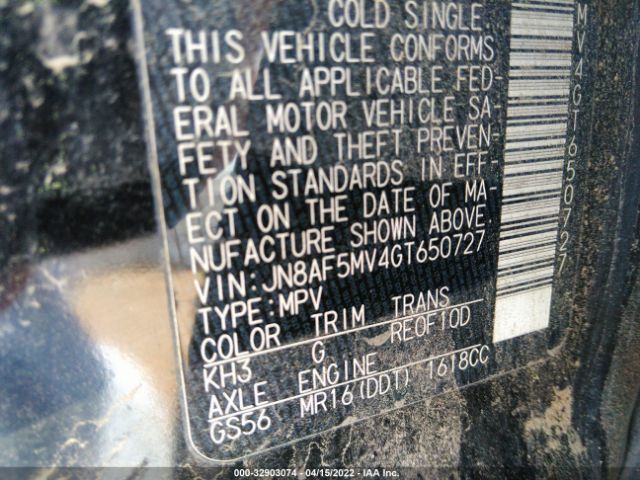 COLD SINGLE
THIS VEHICLE CONFORMS
TO ALL APPLICABLE FED-
ERAL MOTOR VEHICLE SA-
FETY AND THEFT PREVEN-
TION STANDARDS IN EFF-
ECT ON THE DATE OF MA-
NUFACTURE SHOWN ABOVE.
VIN:JN8AF5MV4GT650727
TYPE:MPV
COLOR TRIM TRANS
KH3 G RE0F10D
AXLE ENGINE
GS56 MR16(DDT) 1618CC
MV4GT650727
000-32903074 - 04/15/2022 - IAA Inc.